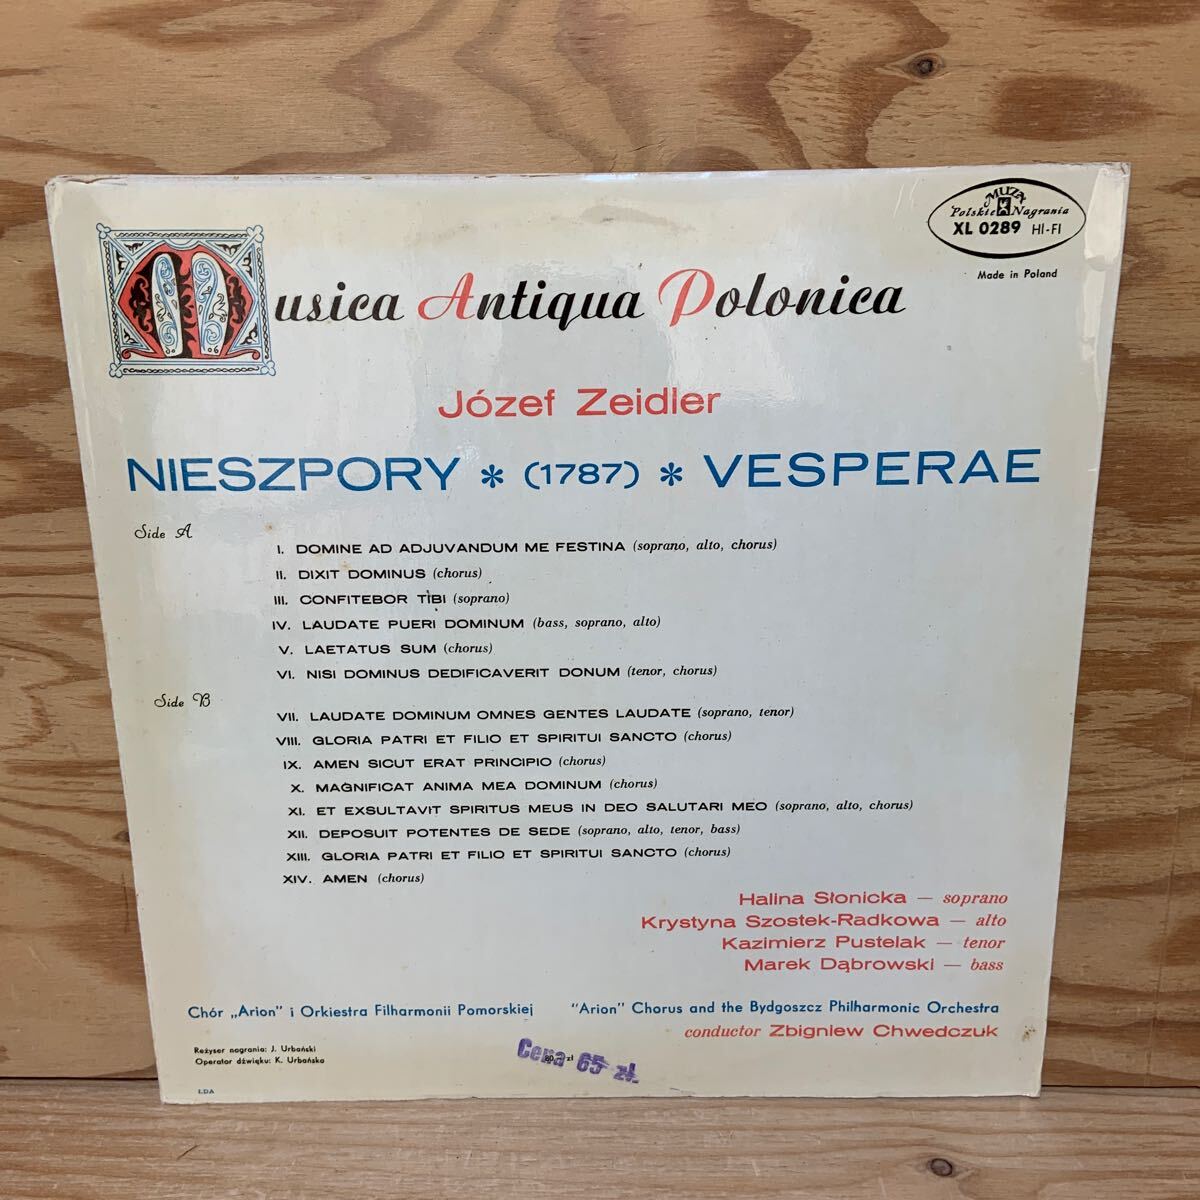 MUZA
Polskie Nagrania
XL 0289 HI-FI
Made in Poland
Musica Antiqua Polonica
Józef Zeidler
NIESZPORY * (1787) * VESPERAE
Side A
I. DOMINE AD ADJUVANDUM ME FESTINA (soprano, alto, chorus)
II. DIXIT DOMINUS (chorus)
III. CONFITEBOR TIBI (soprano)
IV. LAUDATE PUERI DOMINUM (bass, soprano, alto)
V. LAETATUS SUM (chorus)
VI. NISI DOMINUS DEDIFICAVERIT DONUM (tenor, chorus)
Side B
VII. LAUDATE DOMINUM OMNES GENTES LAUDATE (soprano, tenor)
VIII. GLORIA PATRI ET FILIO ET SPIRITUI SANCTO (chorus)
IX. AMEN SICUT ERAT PRINCIPIO (chorus)
X. MAGNIFICAT ANIMA MEA DOMINUM (chorus)
XI. ET EXSULTAVIT SPIRITUS MEUS IN DEO SALUTARI MEO (soprano, alto, chorus)
XII. DEPOSUIT POTENTES DE SEDE (soprano, alto, tenor, bass)
XIII. GLORIA PATRI ET FILIO ET SPIRITUI SANCTO (chorus)
XIV. AMEN (chorus)
Halina Słonicka — soprano
Krystyna Szostek-Radkowa — alto
Kazimierz Pustelak — tenor
Marek Dąbrowski — bass
Chór „Arion" i Orkiestra Filharmonii Pomorskiej
"Arion" Chorus and the Bydgoszcz Philharmonic Orchestra
conductor Zbigniew Chwedczuk
Reżyser nagrania: J. Urbański
Operator dźwięku: K. Urbańska
Cena 65 zł.
LDA